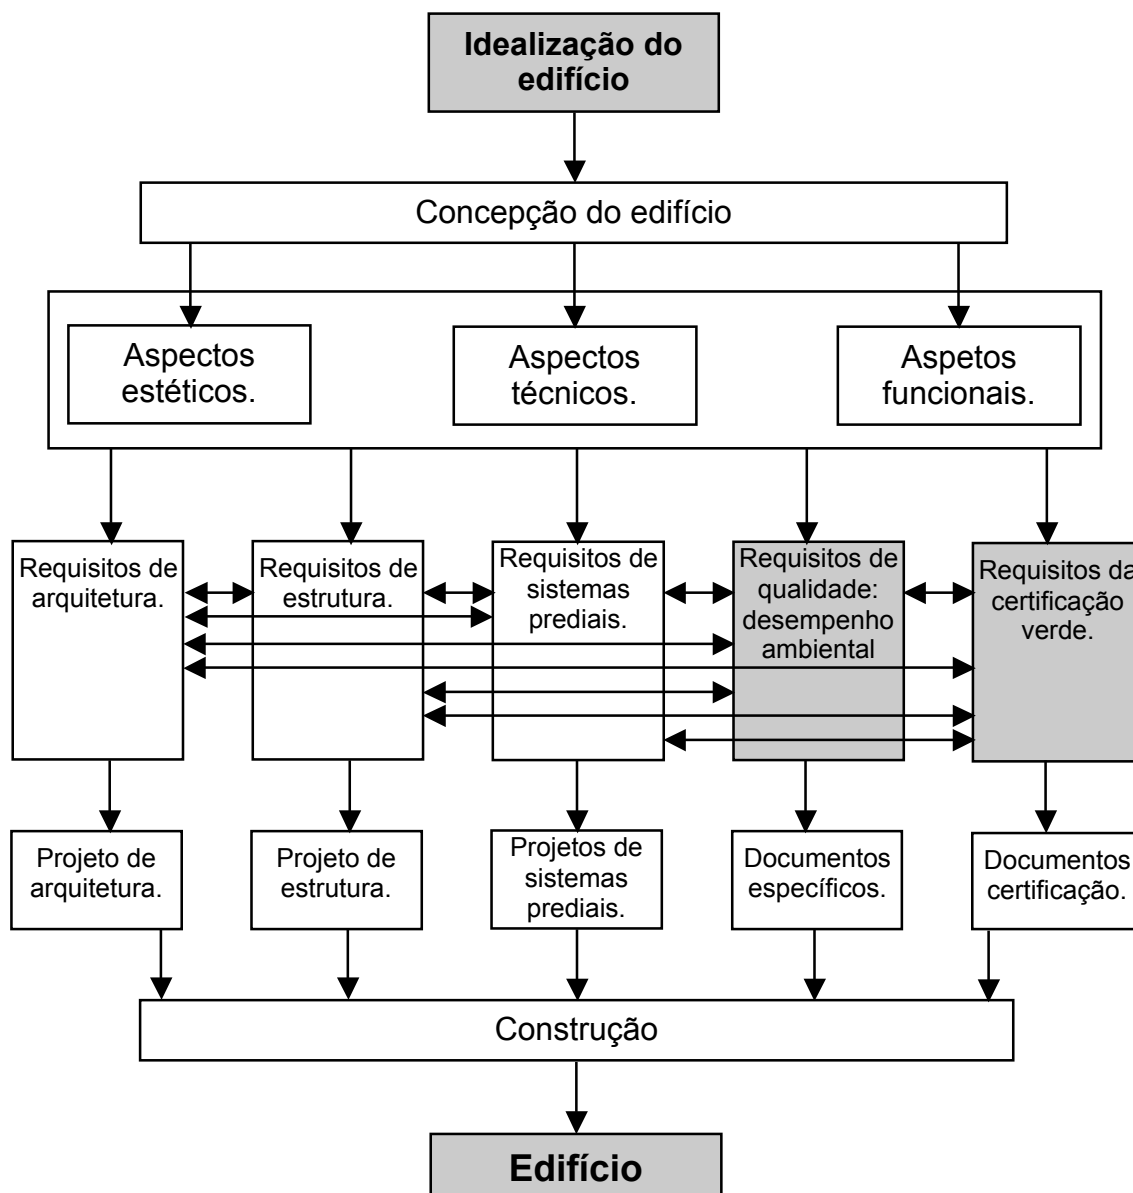 Idealização do
edifício
Concepção do edifício
Aspectos
estéticos.
Aspectos
técnicos.
Aspetos
funcionais.
Requisitos de
arquitetura.
Requisitos de
estrutura.
Requisitos de
sistemas
prediais.
Requisitos de
qualidade:
desempenho
ambiental
Requisitos da
certificação
verde.
Projeto de
arquitetura.
Projeto de
estrutura.
Projetos de
sistemas
prediais.
Documentos
específicos.
Documentos
certificação.
Construção
Edifício